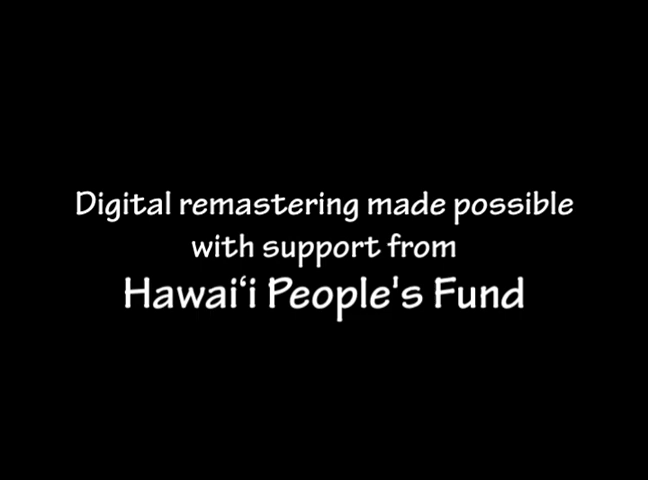 Digital remastering made possible
with support from
Hawaiʻi People's Fund